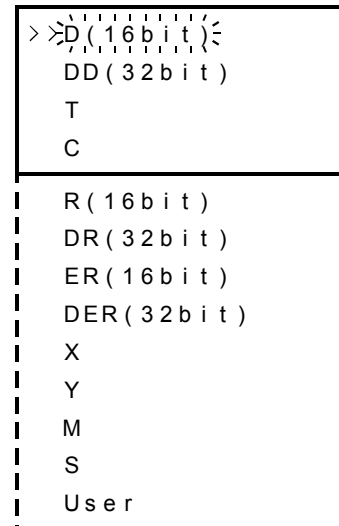 >>D(16bit)
DD(32bit)
T
C
R(16bit)
DR(32bit)
ER(16bit)
DER(32bit)
X
Y
M
S
User